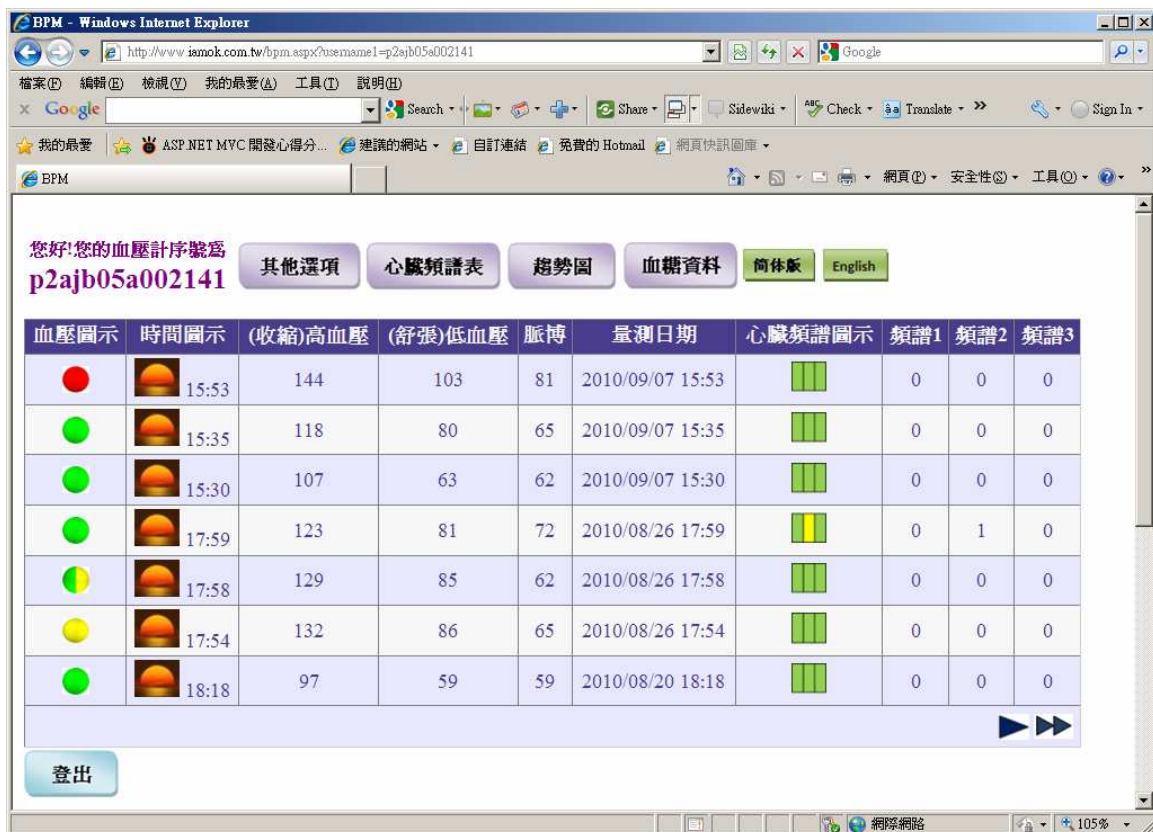 BPM - Windows Internet Explorer
http://www.iamok.com.tw/bpm.aspx?username1=p2ajb05a002141 Google
檔案(F) 編輯(E) 檢視(V) 我的最愛(A) 工具(T) 說明(H)
x Google Search Share Sidewiki Check Translate » Sign In
我的最愛 ASP.NET MVC 開發心得分... 建議的網站 自訂連結 免費的 Hotmail 網頁快訊圖庫
BPM 網頁(P) 安全性(S) 工具(O) »
您好!您的血壓計序號為
p2ajb05a002141
其他選項 心臟頻譜表 趨勢圖 血糖資料 简体版 English
血壓圖示 時間圖示 (收縮)高血壓 (舒張)低血壓 脈博 量測日期 心臟頻譜圖示 頻譜1 頻譜2 頻譜3
15:53 144 103 81 2010/09/07 15:53 0 0 0
15:35 118 80 65 2010/09/07 15:35 0 0 0
15:30 107 63 62 2010/09/07 15:30 0 0 0
17:59 123 81 72 2010/08/26 17:59 0 1 0
17:58 129 85 62 2010/08/26 17:58 0 0 0
17:54 132 86 65 2010/08/26 17:54 0 0 0
18:18 97 59 59 2010/08/20 18:18 0 0 0
登出
網際網路 105%